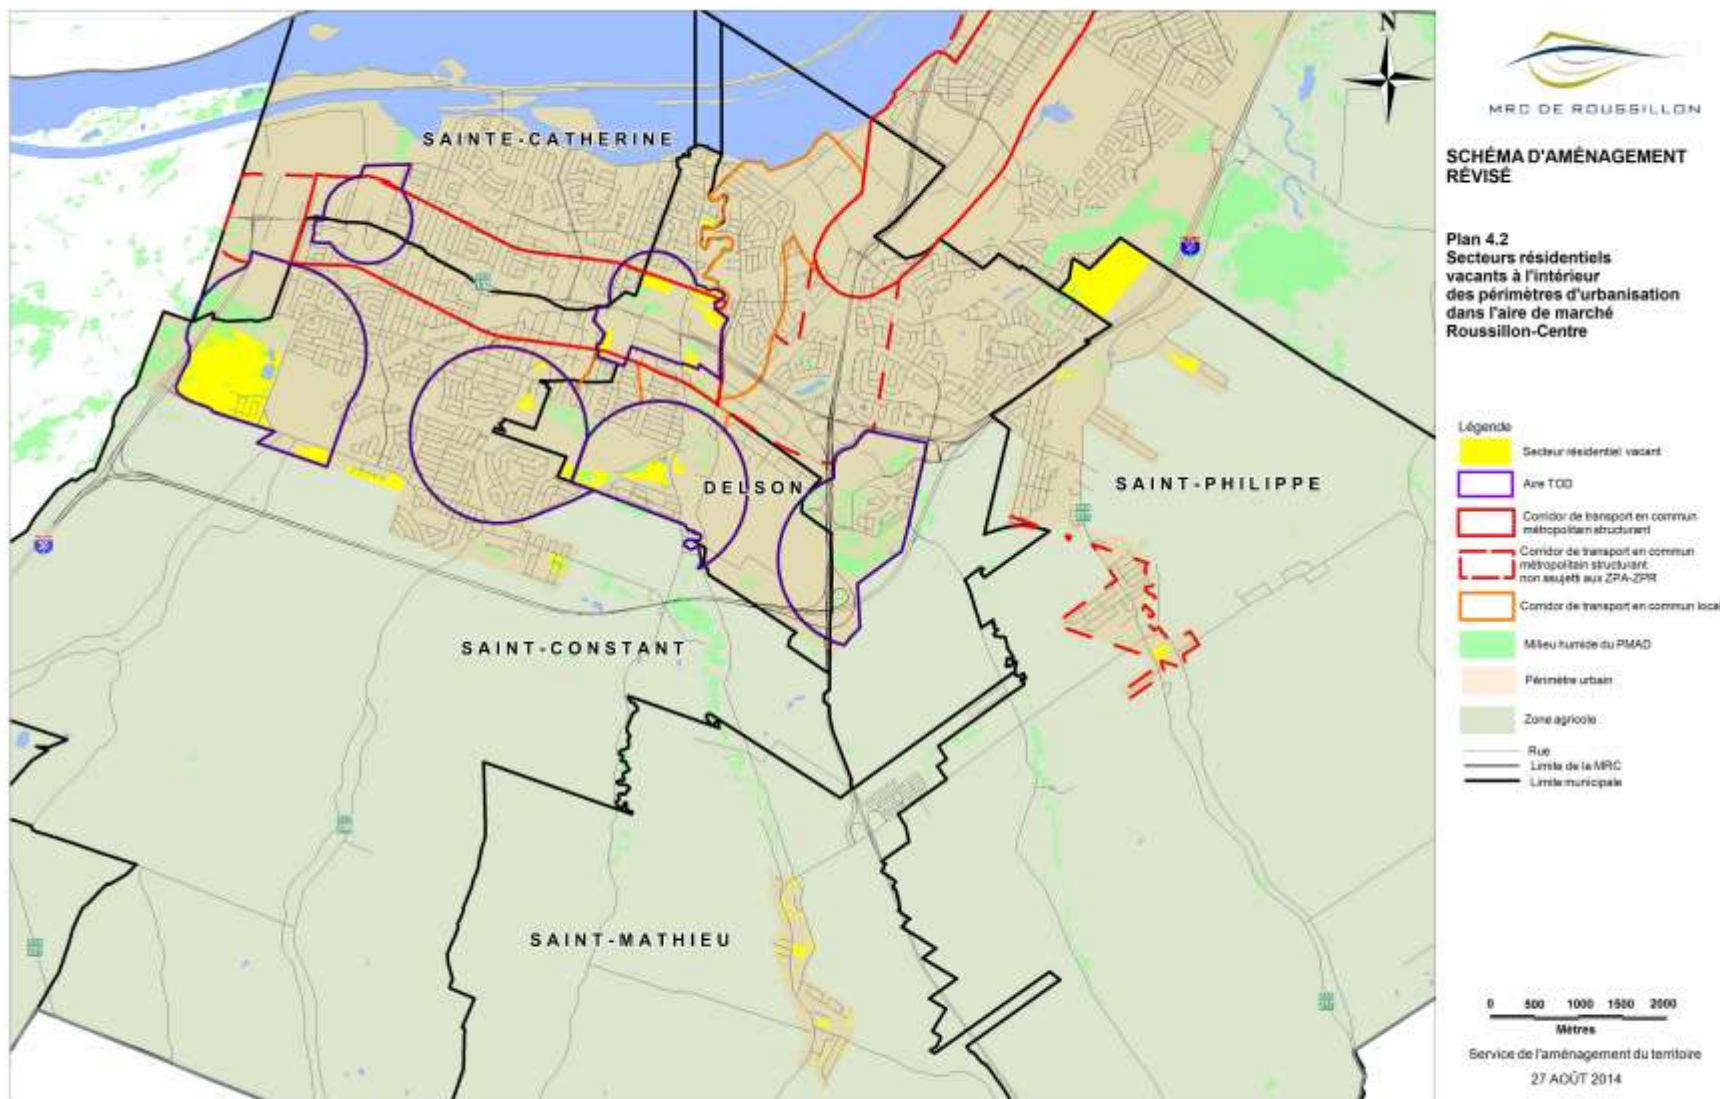 N
SAINTE-CATHERINE
30
SAINT-PHILIPPE
DELSON
30
SAINT-CONSTANT
SAINT-MATHIEU
MRC DE ROUSSILLON
SCHÉMA D'AMÉNAGEMENT
RÉVISÉ
Plan 4.2
Secteurs résidentiels
vacants à l'intérieur
des périmètres d'urbanisation
dans l'aire de marché
Roussillon-Centre
Légende
Secteur résidentiel vacant
Aire TOD
Corridor de transport en commun
métropolitain structurant
Corridor de transport en commun
métropolitain structurant
non asujeti aux ZPA-ZPR
Corridor de transport en commun local
Milieu humide du PMAD
Périmètre urbain
Zone agricole
Rue
Limite de la MRC
Limite municipale
0 500 1000 1500 2000
Mètres
Service de l'aménagement du territoire
27 AOÛT 2014